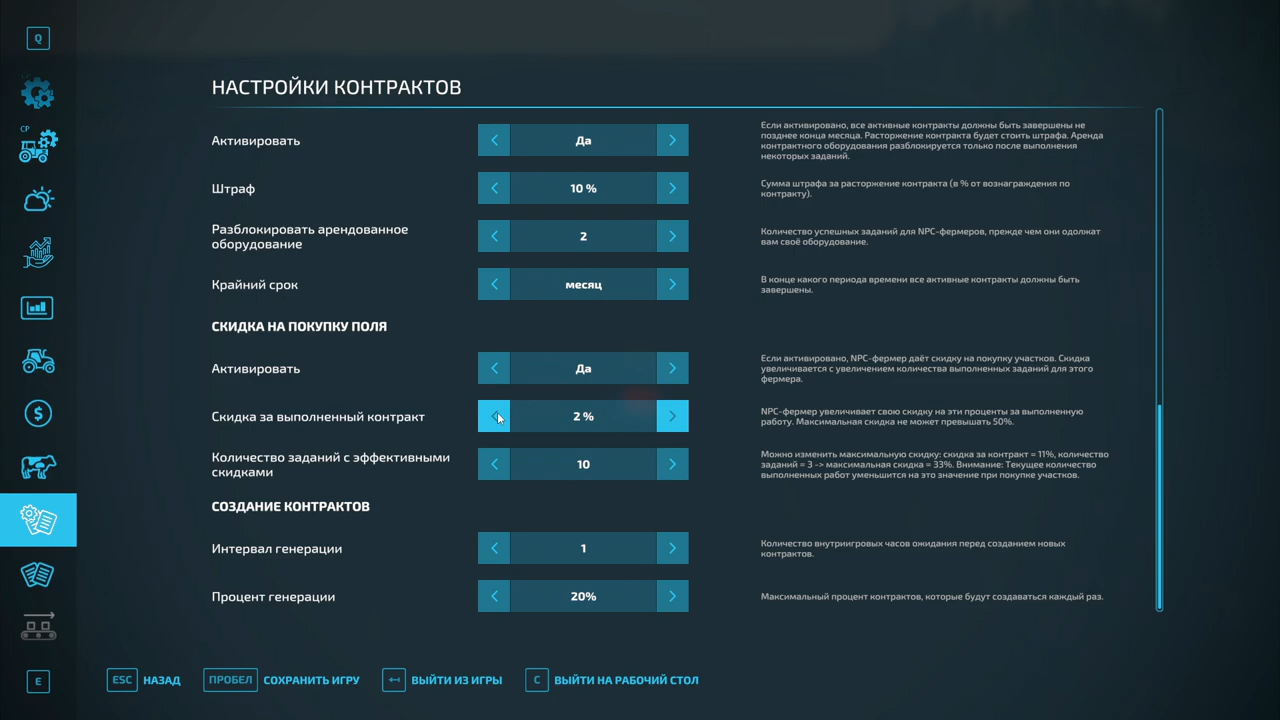 Q
CP
E
НАСТРОЙКИ КОНТРАКТОВ
Активировать
Да
Если активировано, все активные контракты должны быть завершены не
позднее конца месяца. Расторжение контракта будет стоить штрафа. Аренда
контрактного оборудования разблокируется только после выполнения
некоторых заданий.
Штраф
10 %
Сумма штрафа за расторжение контракта (в % от вознаграждения по
контракту).
Разблокировать арендованное
оборудование
2
Количество успешных заданий для NPC-фермеров, прежде чем они одолжат
вам своё оборудование.
Крайний срок
месяц
В конце какого периода времени все активные контракты должны быть
завершены.
СКИДКА НА ПОКУПКУ ПОЛЯ
Активировать
Да
Если активировано, NPC-фермер даёт скидку на покупку участков. Скидка
увеличивается с увеличением количества выполненных заданий для этого
фермера.
Скидка за выполненный контракт
2 %
NPC-фермер увеличивает свою скидку на эти проценты за выполненную
работу. Максимальная скидка не может превышать 50%.
Количество заданий с эффективными
скидками
10
Можно изменить максимальную скидку: скидка за контракт = 11%, количество
заданий = 3 -> максимальная скидка = 33%. Внимание: Текущее количество
выполненных работ уменьшится на это значение при покупке участков.
СОЗДАНИЕ КОНТРАКТОВ
Интервал генерации
1
Количество внутриигровых часов ожидания перед созданием новых
контрактов.
Процент генерации
20%
Максимальный процент контрактов, которые будут создаваться каждый раз.
ESC НАЗАД ПРОБЕЛ СОХРАНИТЬ ИГРУ ВЫЙТИ ИЗ ИГРЫ C ВЫЙТИ НА РАБОЧИЙ СТОЛ